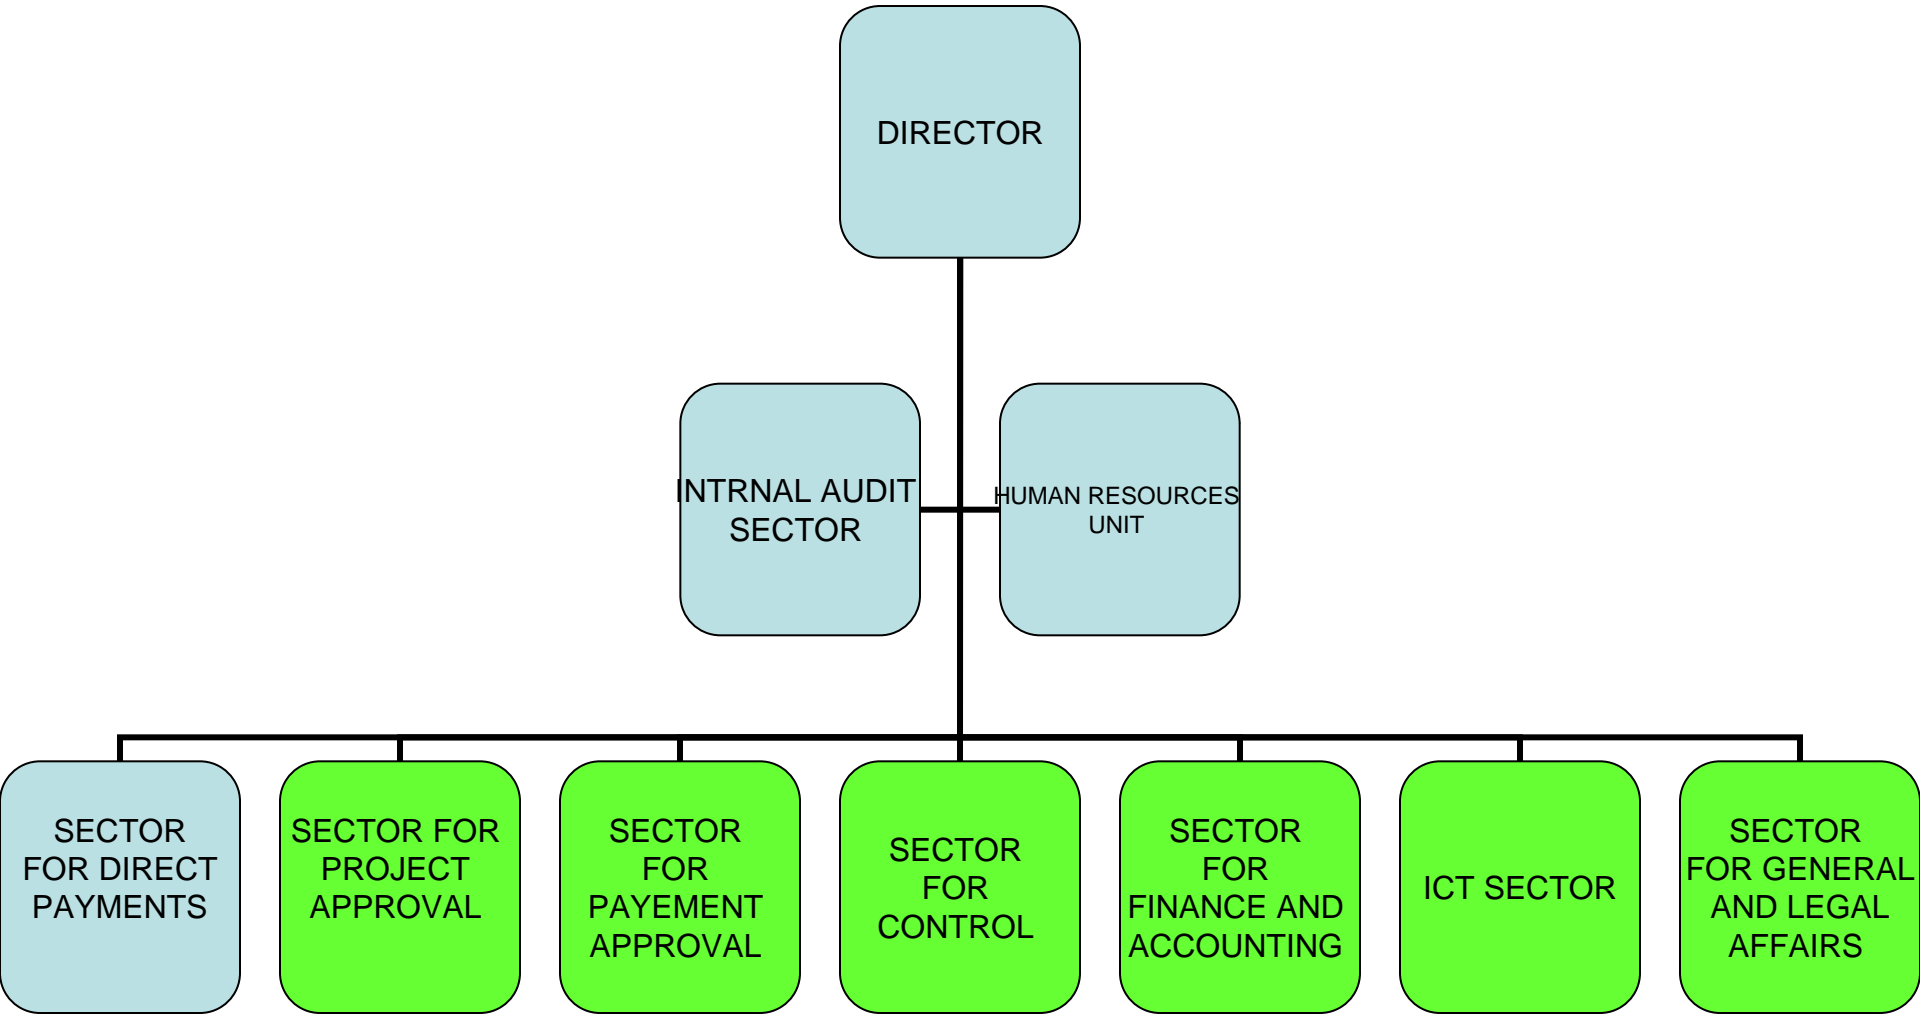 DIRECTOR
INTRNAL AUDIT
SECTOR
HUMAN RESOURCES
UNIT
SECTOR
FOR DIRECT
PAYMENTS
SECTOR FOR
PROJECT
APPROVAL
SECTOR
FOR
PAYEMENT
APPROVAL
SECTOR
FOR
CONTROL
SECTOR
FOR
FINANCE AND
ACCOUNTING
ICT SECTOR
SECTOR
FOR GENERAL
AND LEGAL
AFFAIRS